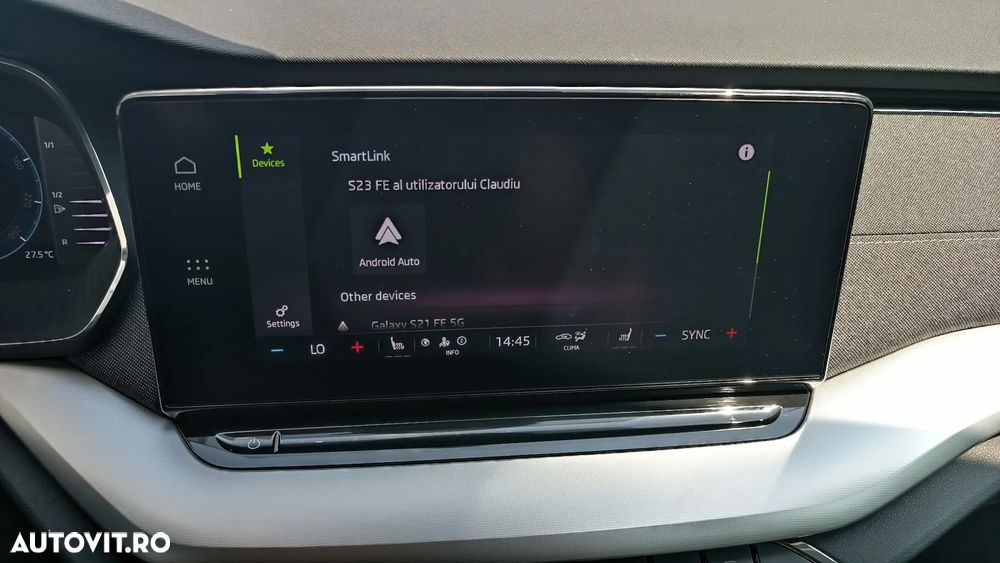 1/1
1/2
R
27.5 °C
HOME
MENU
Devices
Settings
SmartLink
S23 FE al utilizatorului Claudiu
Android Auto
Other devices
Galaxy S21 FE 5G
LO
INFO
14:45
CLIMA
SYNC
AUTOVIT.RO